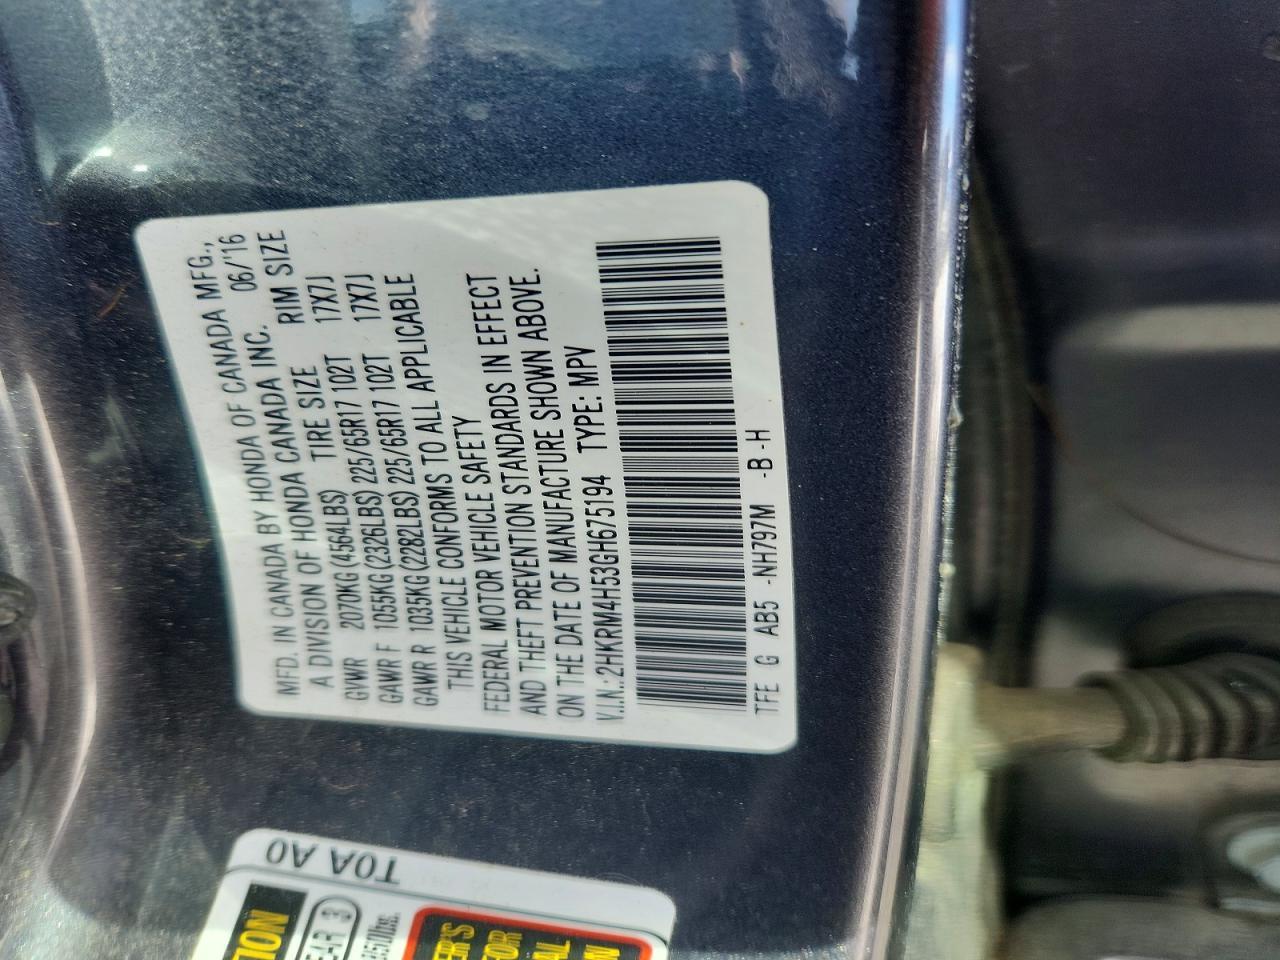 MFD. IN CANADA BY HONDA OF CANADA MFG.,
A DIVISION OF HONDA CANADA INC. 06/'16
TIRE SIZE RIM SIZE
GVWR 2070KG(4564LBS)
GAWR F 1055KG(2326LBS) 225/65R17 102T 17X7J
GAWR R 1035KG(2282LBS) 225/65R17 102T 17X7J
THIS VEHICLE CONFORMS TO ALL APPLICABLE
FEDERAL MOTOR VEHICLE SAFETY
AND THEFT PREVENTION STANDARDS IN EFFECT
ON THE DATE OF MANUFACTURE SHOWN ABOVE.
V.I.N.:2HKRM4H53GH675194 TYPE: MPV
TFE G AB5 -NH797M -B -H
T0A A0
3
FOR